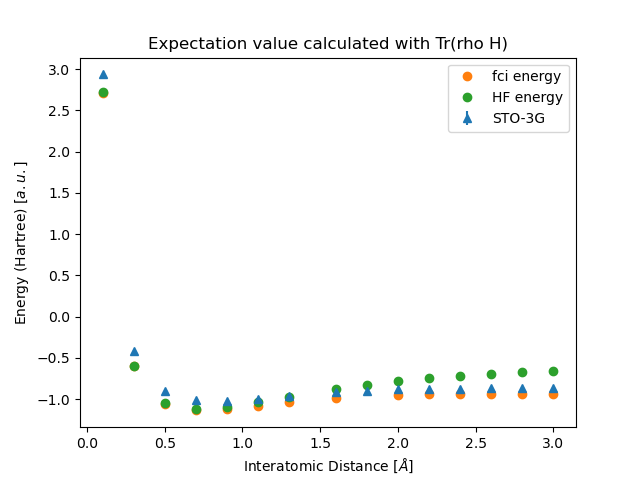 Expectation value calculated with Tr(rho H)
fci energy
HF energy
STO-3G
Energy (Hartree) [a.u.]
3.0
2.5
2.0
1.5
1.0
0.5
0.0
−0.5
−1.0
0.0 0.5 1.0 1.5 2.0 2.5 3.0
Interatomic Distance [Å]